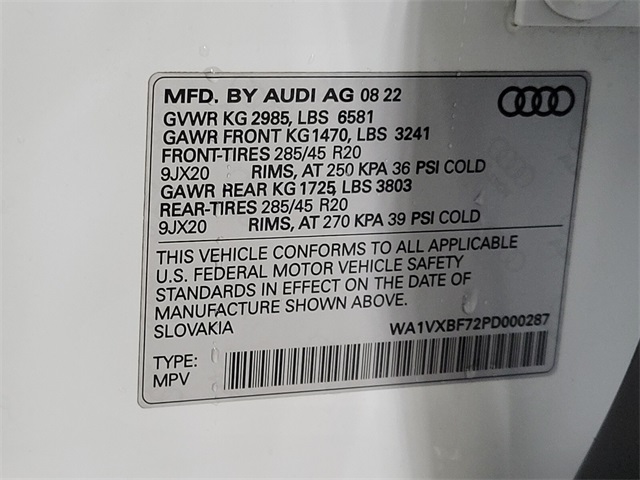 MFD. BY AUDI AG 08 22
GVWR KG 2985, LBS 6581
GAWR FRONT KG1470, LBS 3241
FRONT-TIRES 285/45 R20
9JX20 RIMS, AT 250 KPA 36 PSI COLD
GAWR REAR KG1725, LBS 3803
REAR-TIRES 285/45 R20
9JX20 RIMS, AT 270 KPA 39 PSI COLD
THIS VEHICLE CONFORMS TO ALL APPLICABLE
U.S. FEDERAL MOTOR VEHICLE SAFETY
STANDARDS IN EFFECT ON THE DATE OF
MANUFACTURE SHOWN ABOVE.
SLOVAKIA WA1VXBF72PD000287
TYPE:
MPV